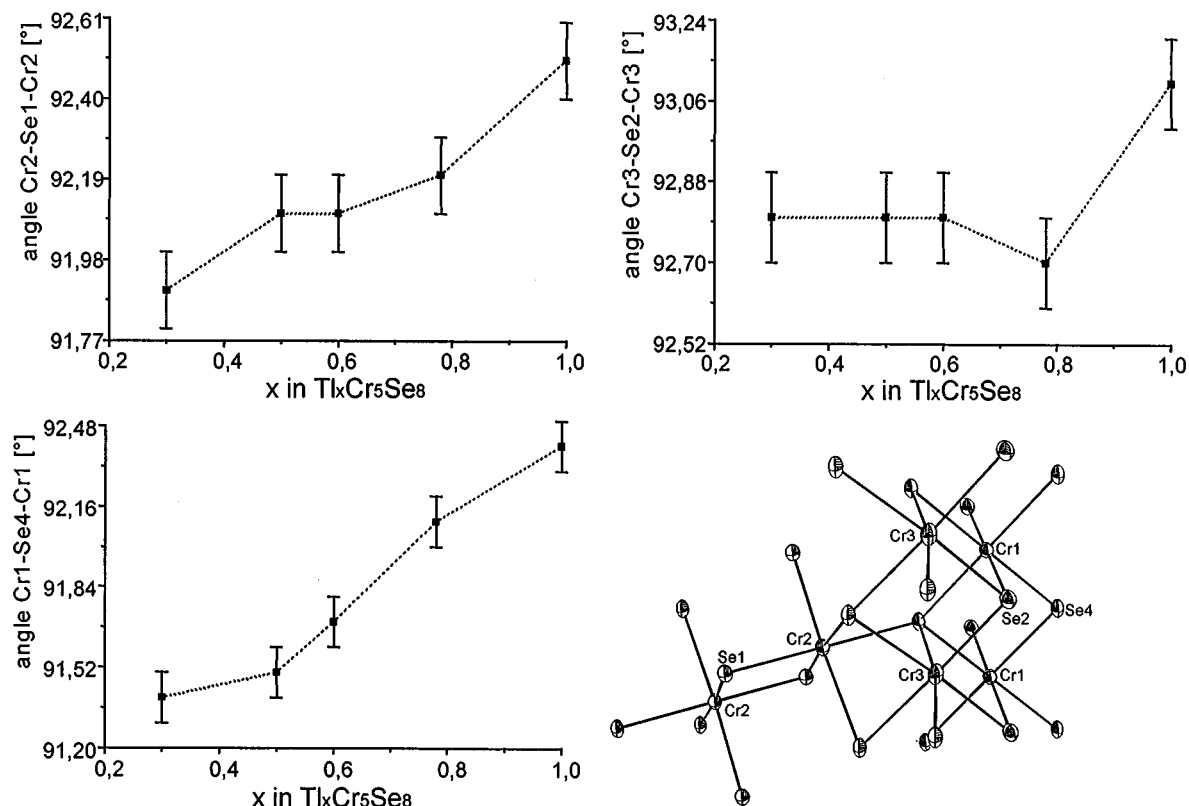 angle Cr2-Se1-Cr2 [°]
92,61
92,40
92,19
91,98
91,77
0,2 0,4 0,6 0,8 1,0
x in TlxCr5Se8
angle Cr3-Se2-Cr3 [°]
93,24
93,06
92,88
92,70
92,52
0,2 0,4 0,6 0,8 1,0
x in TlxCr5Se8
angle Cr1-Se4-Cr1 [°]
92,48
92,16
91,84
91,52
91,20
0,2 0,4 0,6 0,8 1,0
x in TlxCr5Se8
Cr3
Cr1
Se2
Se4
Cr2
Se1
Cr3
Cr1
Cr2